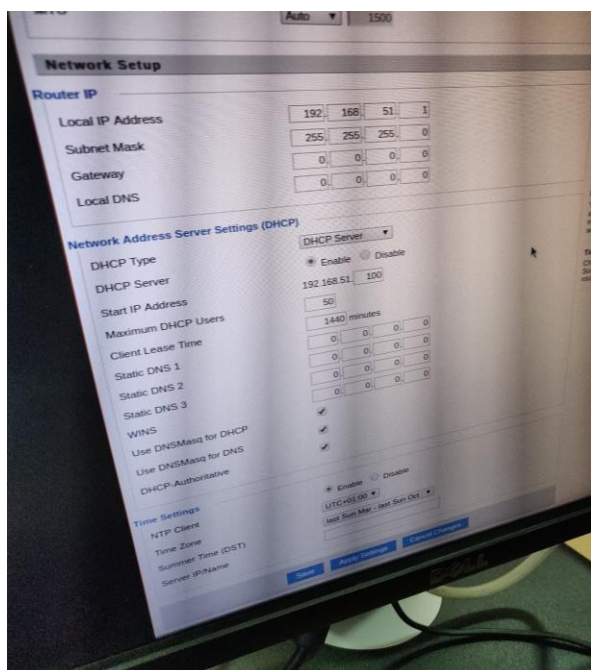 MTU Auto 1500
Network Setup
Router IP
Local IP Address 192. 168. 51. 1
Subnet Mask 255. 255. 255. 0
Gateway 0. 0. 0. 0
Local DNS 0. 0. 0. 0
Network Address Server Settings (DHCP)
DHCP Type DHCP Server
DHCP Server Enable Disable
Start IP Address 192.168.51. 100
Maximum DHCP Users 50
Client Lease Time 1440 minutes
Static DNS 1 0. 0. 0. 0
Static DNS 2 0. 0. 0. 0
Static DNS 3 0. 0. 0. 0
WINS 0. 0. 0. 0
Use DNSMasq for DHCP
Use DNSMasq for DNS
DHCP-Authoritative
Time Settings
NTP Client Enable Disable
Time Zone UTC+01:00
Summer Time (DST) last Sun Mar - last Sun Oct
Server IP/Name
Save Apply Settings Cancel Changes
DELL